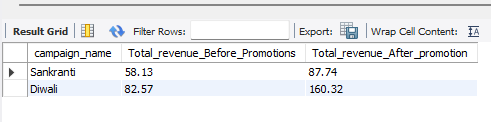 Result Grid Filter Rows: Export: Wrap Cell Content:
campaign_name Total_revenue_Before_Promotions Total_revenue_After_promotion
Sankranti 58.13 87.74
Diwali 82.57 160.32